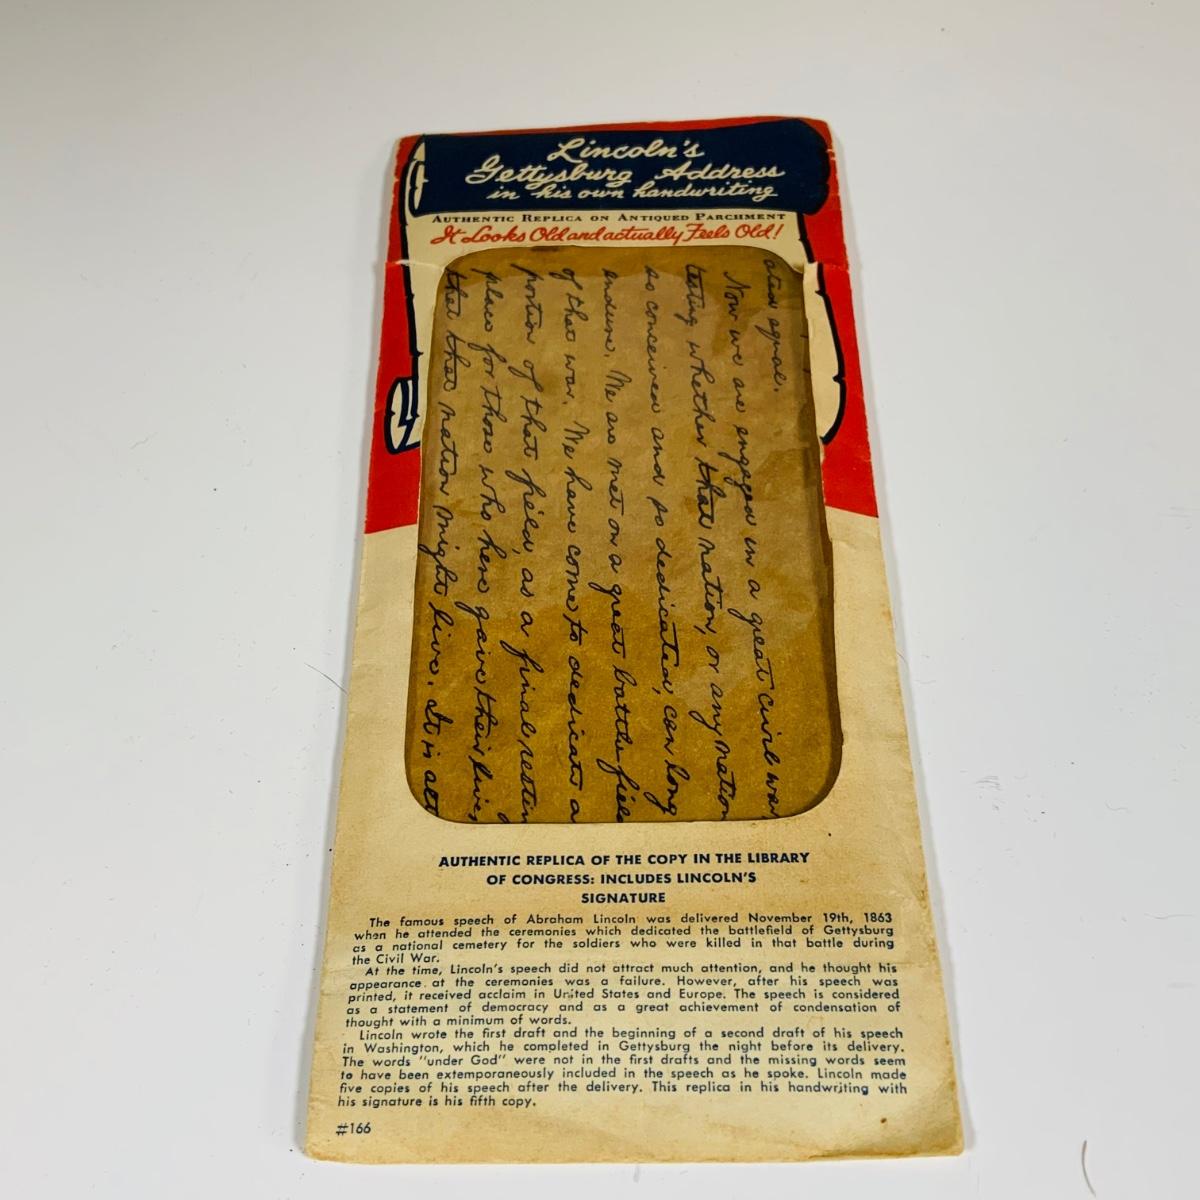 Lincoln's
Gettysburg Address
in his own handwriting
AUTHENTIC REPLICA ON ANTIQUED PARCHMENT
It Looks Old and actually Feels Old!
ated equal.
Now we are engaged in a great civil war,
testing whether that nation, or any nation
so conceived and so dedicated, can long
endure. We are met on a great battle field
of that war. We have come to dedicate a
portion of that field, as a final restin
place for those who here gave their lives
that that nation might live. It is alt
AUTHENTIC REPLICA OF THE COPY IN THE LIBRARY
OF CONGRESS: INCLUDES LINCOLN'S
SIGNATURE
The famous speech of Abraham Lincoln was delivered November 19th, 1863
when he attended the ceremonies which dedicated the battlefield of Gettysburg
as a national cemetery for the soldiers who were killed in that battle during
the Civil War.
At the time, Lincoln's speech did not attract much attention, and he thought his
appearance at the ceremonies was a failure. However, after his speech was
printed, it received acclaim in United States and Europe. The speech is considered
as a statement of democracy and as a great achievement of condensation of
thought with a minimum of words.
Lincoln wrote the first draft and the beginning of a second draft of his speech
in Washington, which he completed in Gettysburg the night before its delivery.
The words "under God" were not in the first drafts and the missing words seem
to have been extemporaneously included in the speech as he spoke. Lincoln made
five copies of his speech after the delivery. This replica in his handwriting with
his signature is his fifth copy.
#166